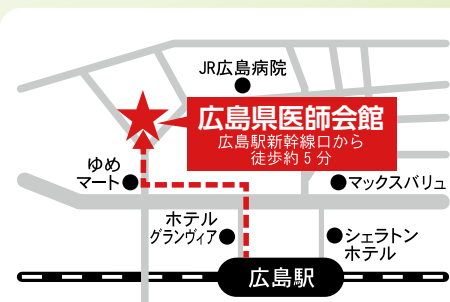 JR広島病院
広島県医師会館
広島駅新幹線口から
徒歩約5分
ゆめ
マート
マックスバリュ
ホテル
グランヴィア
シェラトン
ホテル
広島駅